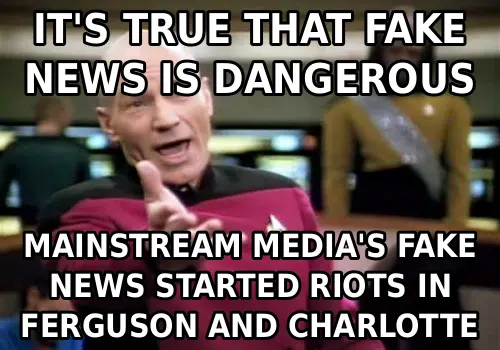 IT'S TRUE THAT FAKE
NEWS IS DANGEROUS
MAINSTREAM MEDIA'S FAKE
NEWS STARTED RIOTS IN
FERGUSON AND CHARLOTTE